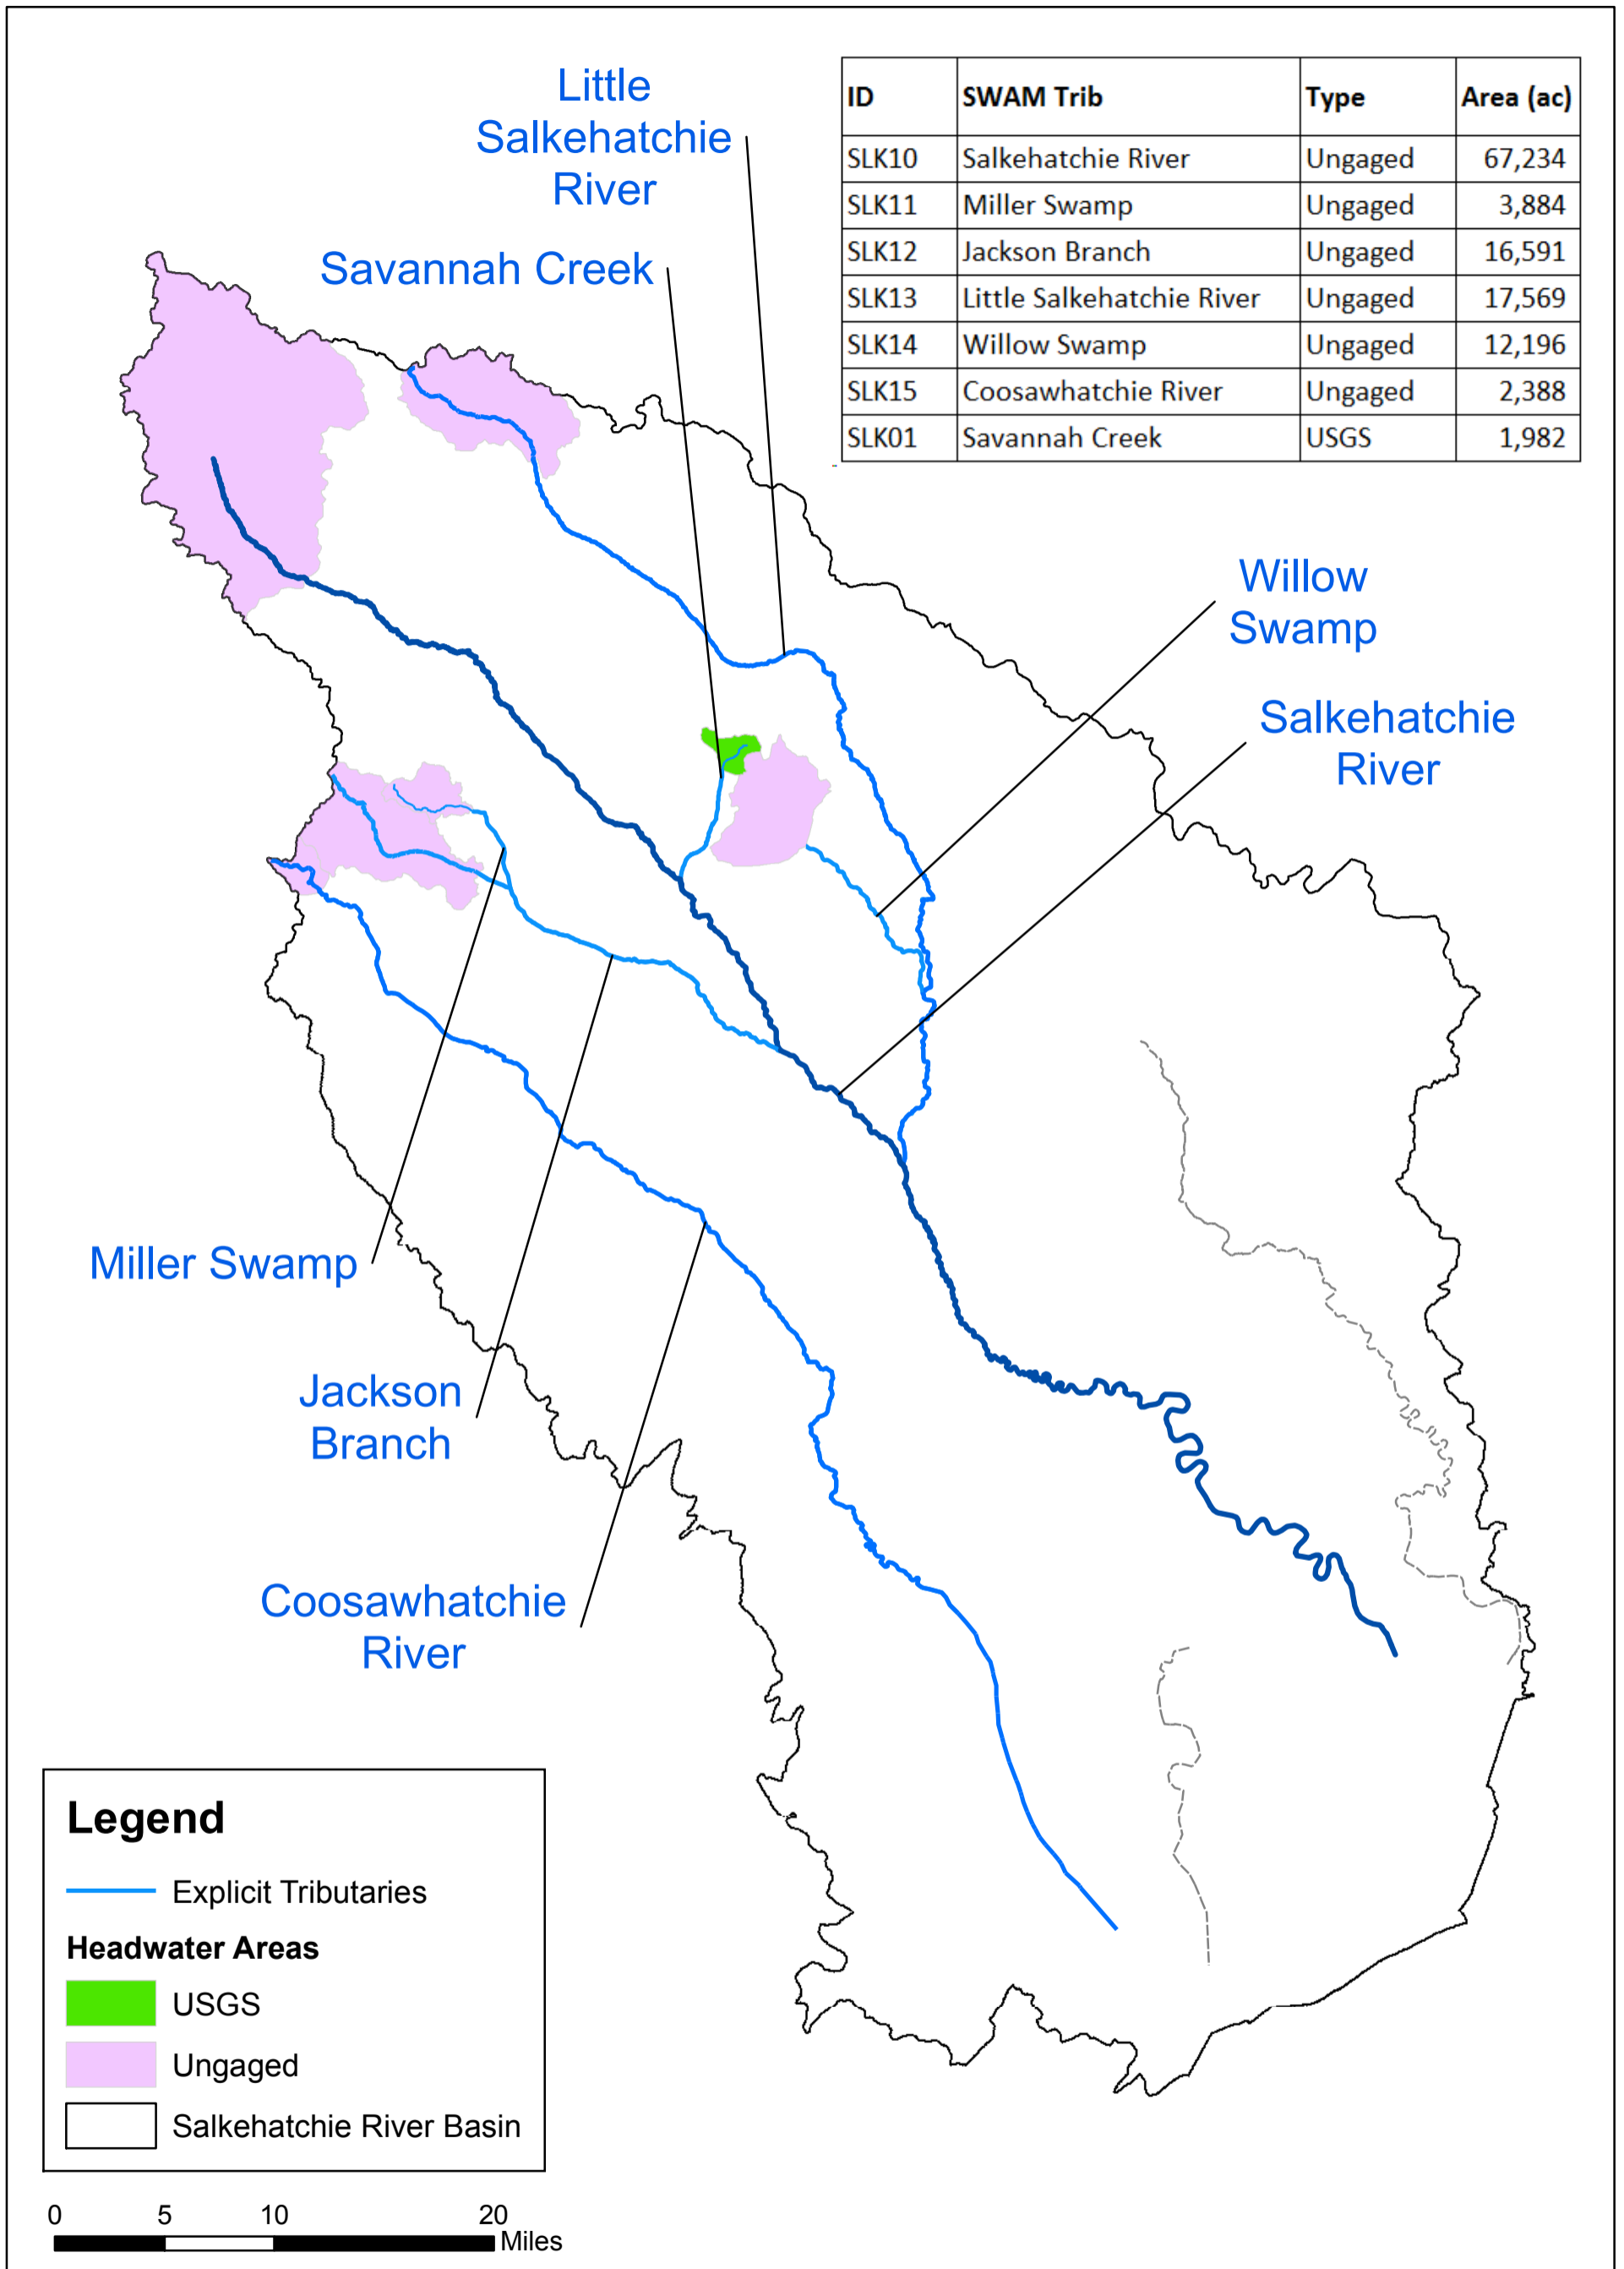 Little
Salkehatchie
River
Savannah Creek
ID SWAM Trib Type Area (ac)
SLK10 Salkehatchie River Ungaged 67,234
SLK11 Miller Swamp Ungaged 3,884
SLK12 Jackson Branch Ungaged 16,591
SLK13 Little Salkehatchie River Ungaged 17,569
SLK14 Willow Swamp Ungaged 12,196
SLK15 Coosawhatchie River Ungaged 2,388
SLK01 Savannah Creek USGS 1,982
Willow
Swamp
Salkehatchie
River
Miller Swamp
Jackson
Branch
Coosawhatchie
River
Legend
Explicit Tributaries
Headwater Areas
USGS
Ungaged
Salkehatchie River Basin
0 5 10 20
Miles